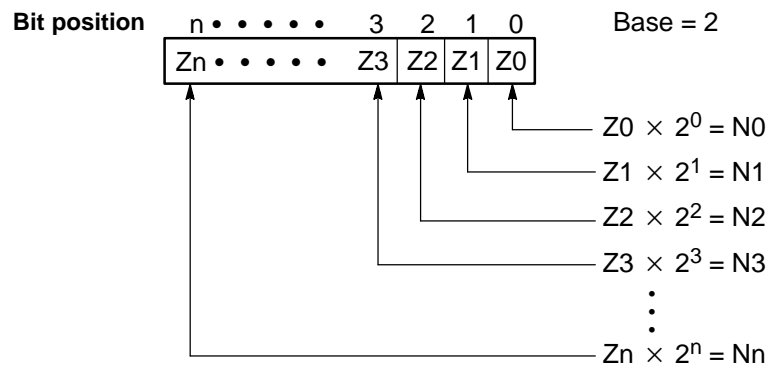 Bit position n • • • • • 3 2 1 0 Base = 2
Zn • • • • • Z3 Z2 Z1 Z0
Z0 × 2⁰ = N0
Z1 × 2¹ = N1
Z2 × 2² = N2
Z3 × 2³ = N3
•
•
•
Zn × 2ⁿ = Nn